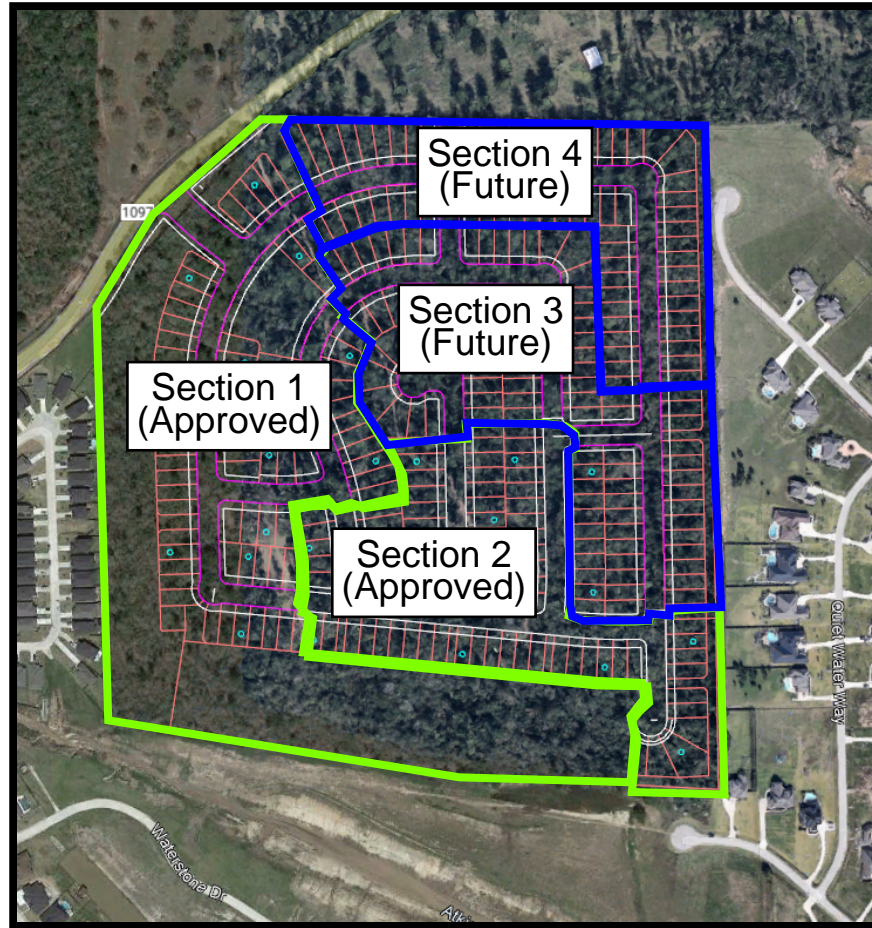 Section 4
(Future)
1097
Section 3
(Future)
Section 1
(Approved)
Section 2
(Approved)
Quiet Water Way
Waterstone Dr